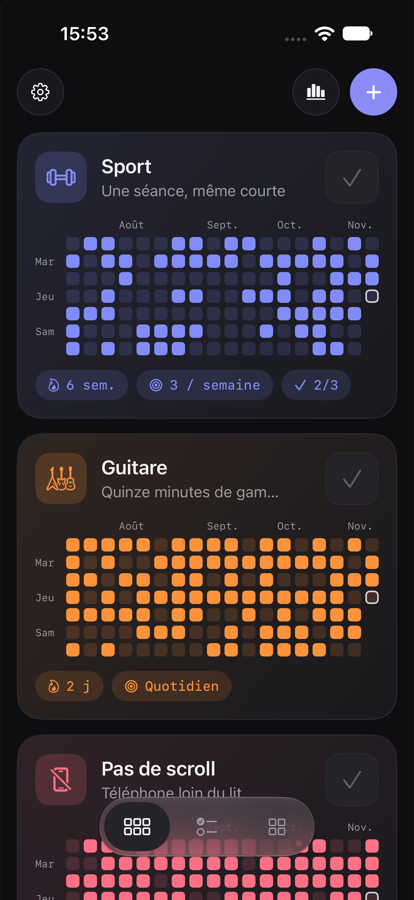 15:53
Sport
Une séance, même courte
Août Sept. Oct. Nov.
Mar
Jeu
Sam
6 sem.
3 / semaine
2/3
Guitare
Quinze minutes de gam…
Août Sept. Oct. Nov.
Mar
Jeu
Sam
2 j
Quotidien
Pas de scroll
Téléphone loin du lit
Nov.
Mar
Jeu